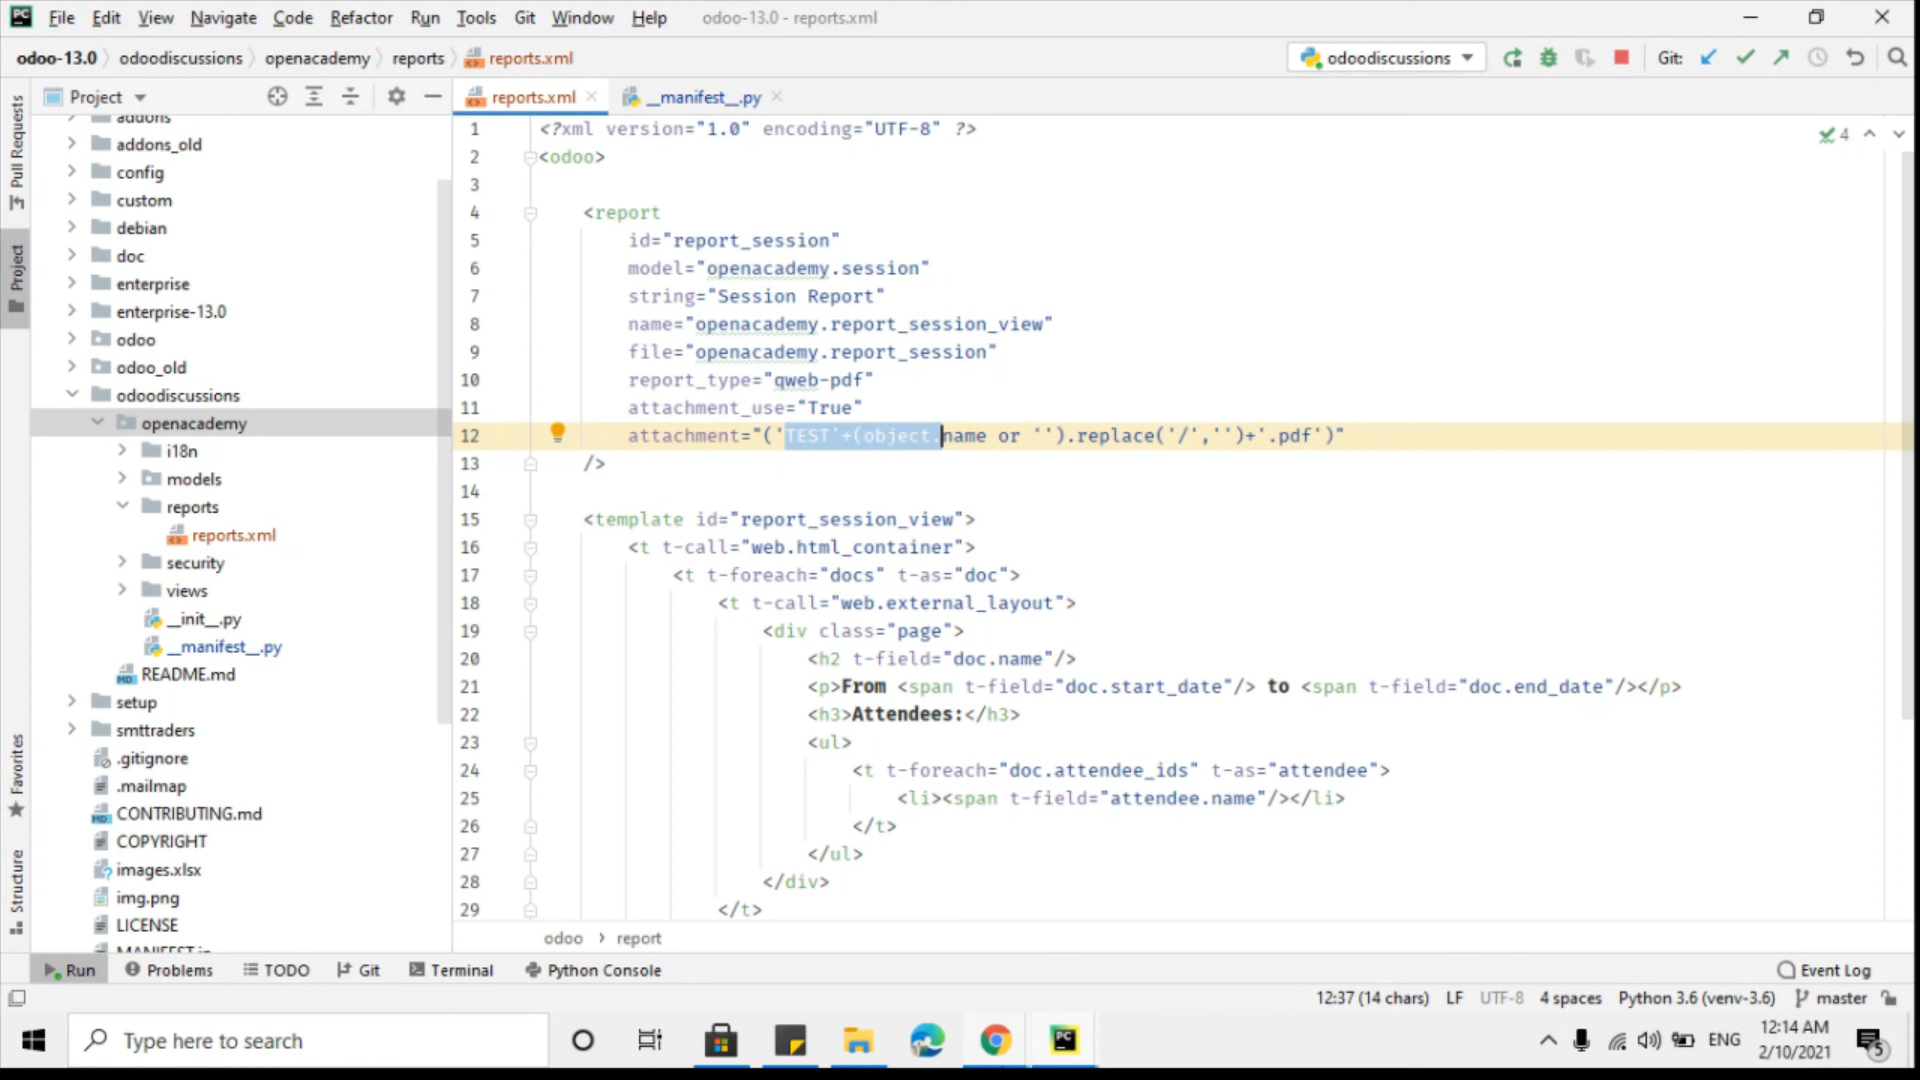 PC File Edit View Navigate Code Refactor Run Tools Git Window Help odoo-13.0 - reports.xml
odoo-13.0 odoodiscussions openacademy reports reports.xml odoodiscussions Git:
Project reports.xml __manifest__.py
Pull Requests
Project
Favorites
Structure
addons
addons_old
config
custom
debian
doc
enterprise
enterprise-13.0
odoo
odoo_old
odoodiscussions
openacademy
i18n
models
reports
reports.xml
security
views
__init__.py
__manifest__.py
README.md
setup
smttraders
.gitignore
.mailmap
CONTRIBUTING.md
COPYRIGHT
images.xlsx
img.png
LICENSE
MANIFEST.in
4
1 <?xml version="1.0" encoding="UTF-8" ?>
2 <odoo>
3
4 <report
5 id="report_session"
6 model="openacademy.session"
7 string="Session Report"
8 name="openacademy.report_session_view"
9 file="openacademy.report_session"
10 report_type="qweb-pdf"
11 attachment_use="True"
12 attachment="('TEST'+(object.name or '').replace('/','')+'.pdf')"
13 />
14
15 <template id="report_session_view">
16 <t t-call="web.html_container">
17 <t t-foreach="docs" t-as="doc">
18 <t t-call="web.external_layout">
19 <div class="page">
20 <h2 t-field="doc.name"/>
21 <p>From <span t-field="doc.start_date"/> to <span t-field="doc.end_date"/></p>
22 <h3>Attendees:</h3>
23 <ul>
24 <t t-foreach="doc.attendee_ids" t-as="attendee">
25 <li><span t-field="attendee.name"/></li>
26 </t>
27 </ul>
28 </div>
29 </t>
odoo › report
Run Problems TODO Git Terminal Python Console Event Log
12:37 (14 chars) LF UTF-8 4 spaces Python 3.6 (venv-3.6) master
Type here to search PC ENG 12:14 AM
2/10/2021 5